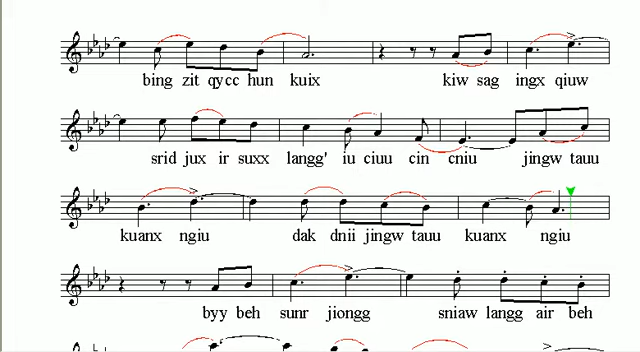 bing zit qycc hun kuix kiw sag ingx qiuw
srid jux ir suxx langg' iu ciuu cin cniu jingw tauu
kuanx ngiu dak dnii jingw tauu kuanx ngiu
byy beh sunr jiongg sniaw langg air beh